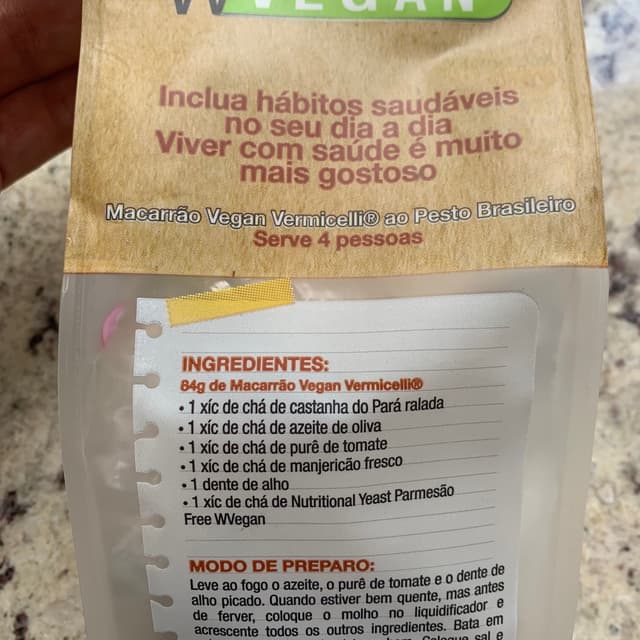 WVEGAN
Inclua hábitos saudáveis
no seu dia a dia
Viver com saúde é muito
mais gostoso
Macarrão Vegan Vermicelli® ao Pesto Brasileiro
Serve 4 pessoas
INGREDIENTES:
84g de Macarrão Vegan Vermicelli®
• 1 xíc de chá de castanha do Pará ralada
• 1 xíc de chá de azeite de oliva
• 1 xíc de chá de purê de tomate
• 1 xíc de chá de manjericão fresco
• 1 dente de alho
• 1 xíc de chá de Nutritional Yeast Parmesão
Free WVegan
MODO DE PREPARO:
Leve ao fogo o azeite, o purê de tomate e o dente de
alho picado. Quando estiver bem quente, mas antes
de ferver, coloque o molho no liquidificador e
acrescente todos os outros ingredientes. Bata em
Coloque sal e